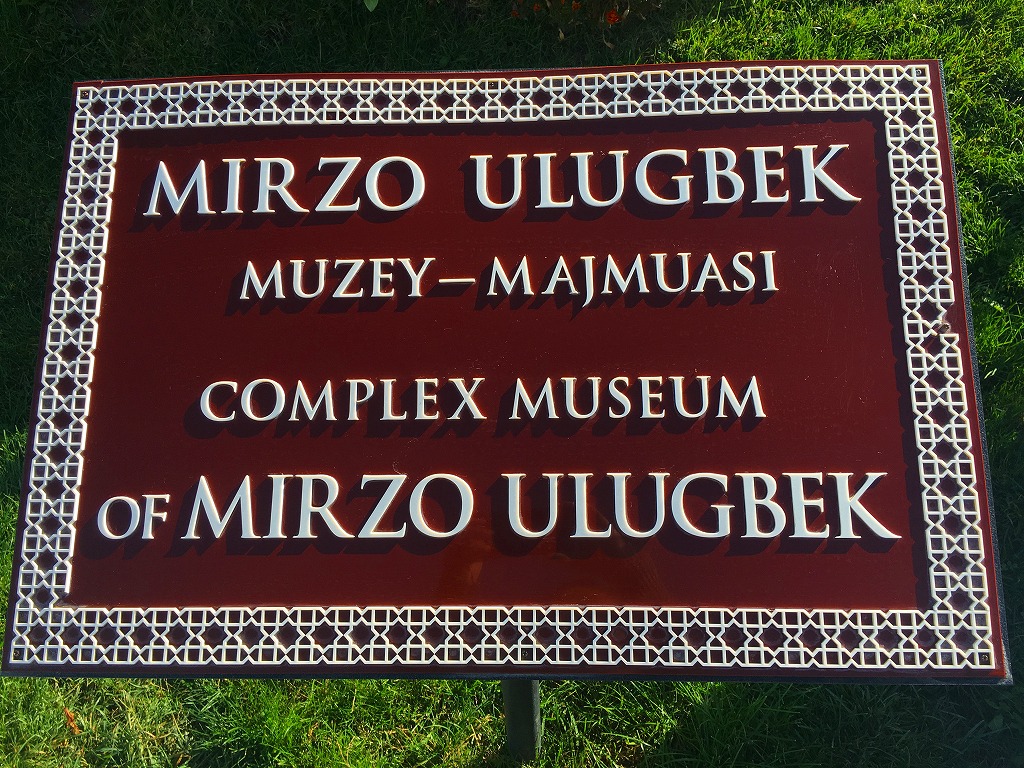 MIRZO ULUGBEK
MUZEY–MAJMUASI
COMPLEX MUSEUM
OF MIRZO ULUGBEK